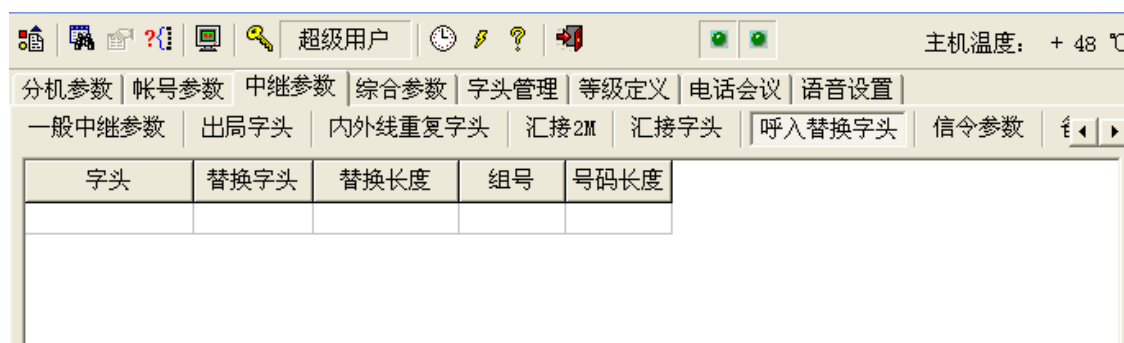 超级用户 主机温度: + 48 ℃
分机参数 帐号参数 中继参数 综合参数 字头管理 等级定义 电话会议 语音设置
一般中继参数 出局字头 内外线重复字头 汇接2M 汇接字头 呼入替换字头 信令参数
字头 替换字头 替换长度 组号 号码长度